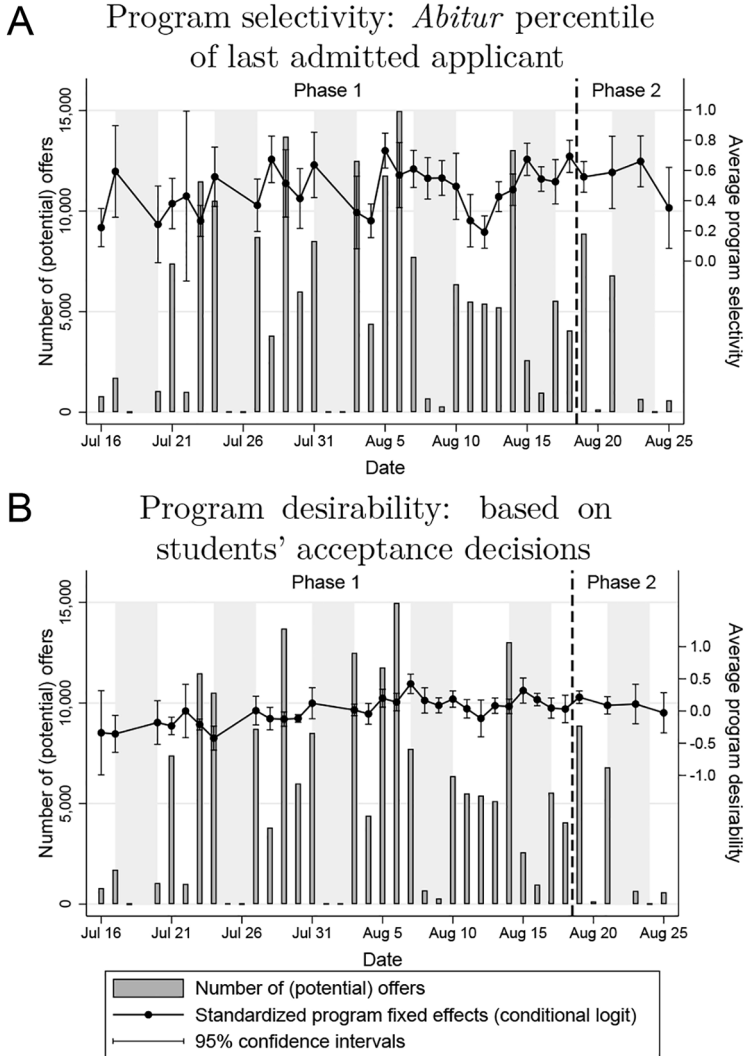 A
Program selectivity: Abitur percentile
of last admitted applicant
Phase 1
Phase 2
Number of (potential) offers
15,000
10,000
5,000
0
1.0
0.8
0.6
0.4
0.2
0.0
Average program selectivity
Jul 16 Jul 21 Jul 26 Jul 31 Aug 5 Aug 10 Aug 15 Aug 20 Aug 25
Date
B
Program desirability: based on
students' acceptance decisions
Phase 1
Phase 2
Number of (potential) offers
15,000
10,000
5,000
0
1.0
0.5
0.0
-0.5
-1.0
Average program desirability
Jul 16 Jul 21 Jul 26 Jul 31 Aug 5 Aug 10 Aug 15 Aug 20 Aug 25
Date
Number of (potential) offers
Standardized program fixed effects (conditional logit)
95% confidence intervals